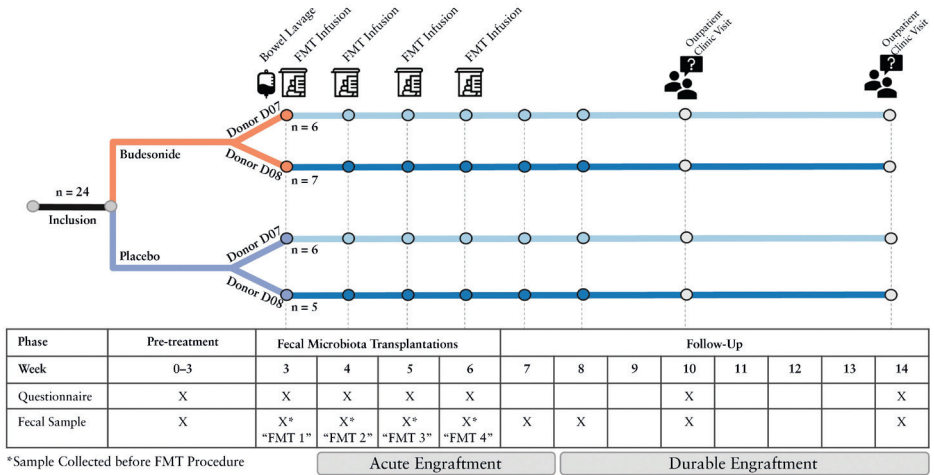 Bowel Lavage
FMT Infusion
FMT Infusion
FMT Infusion
FMT Infusion
Outpatient
Clinic Visit
Outpatient
Clinic Visit
?
?
Donor D07
n = 6
Budesonide
Donor D08
n = 7
n = 24
Inclusion
Donor D07
n = 6
Placebo
Donor D08
n = 5
Phase Pre-treatment Fecal Microbiota Transplantations Follow-Up
Week 0–3 3 4 5 6 7 8 9 10 11 12 13 14
Questionnaire X X X X X X X
Fecal Sample X X* X* X* X* X X X X
"FMT 1" "FMT 2" "FMT 3" "FMT 4"
*Sample Collected before FMT Procedure
Acute Engraftment Durable Engraftment